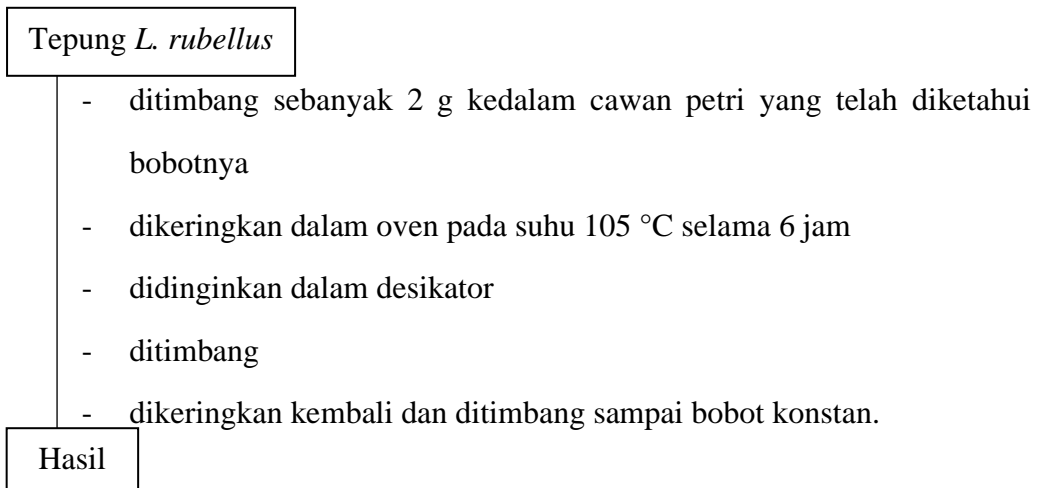 Tepung L. rubellus
- ditimbang sebanyak 2 g kedalam cawan petri yang telah diketahui
bobotnya
- dikeringkan dalam oven pada suhu 105 °C selama 6 jam
- didinginkan dalam desikator
- ditimbang
- dikeringkan kembali dan ditimbang sampai bobot konstan.
Hasil